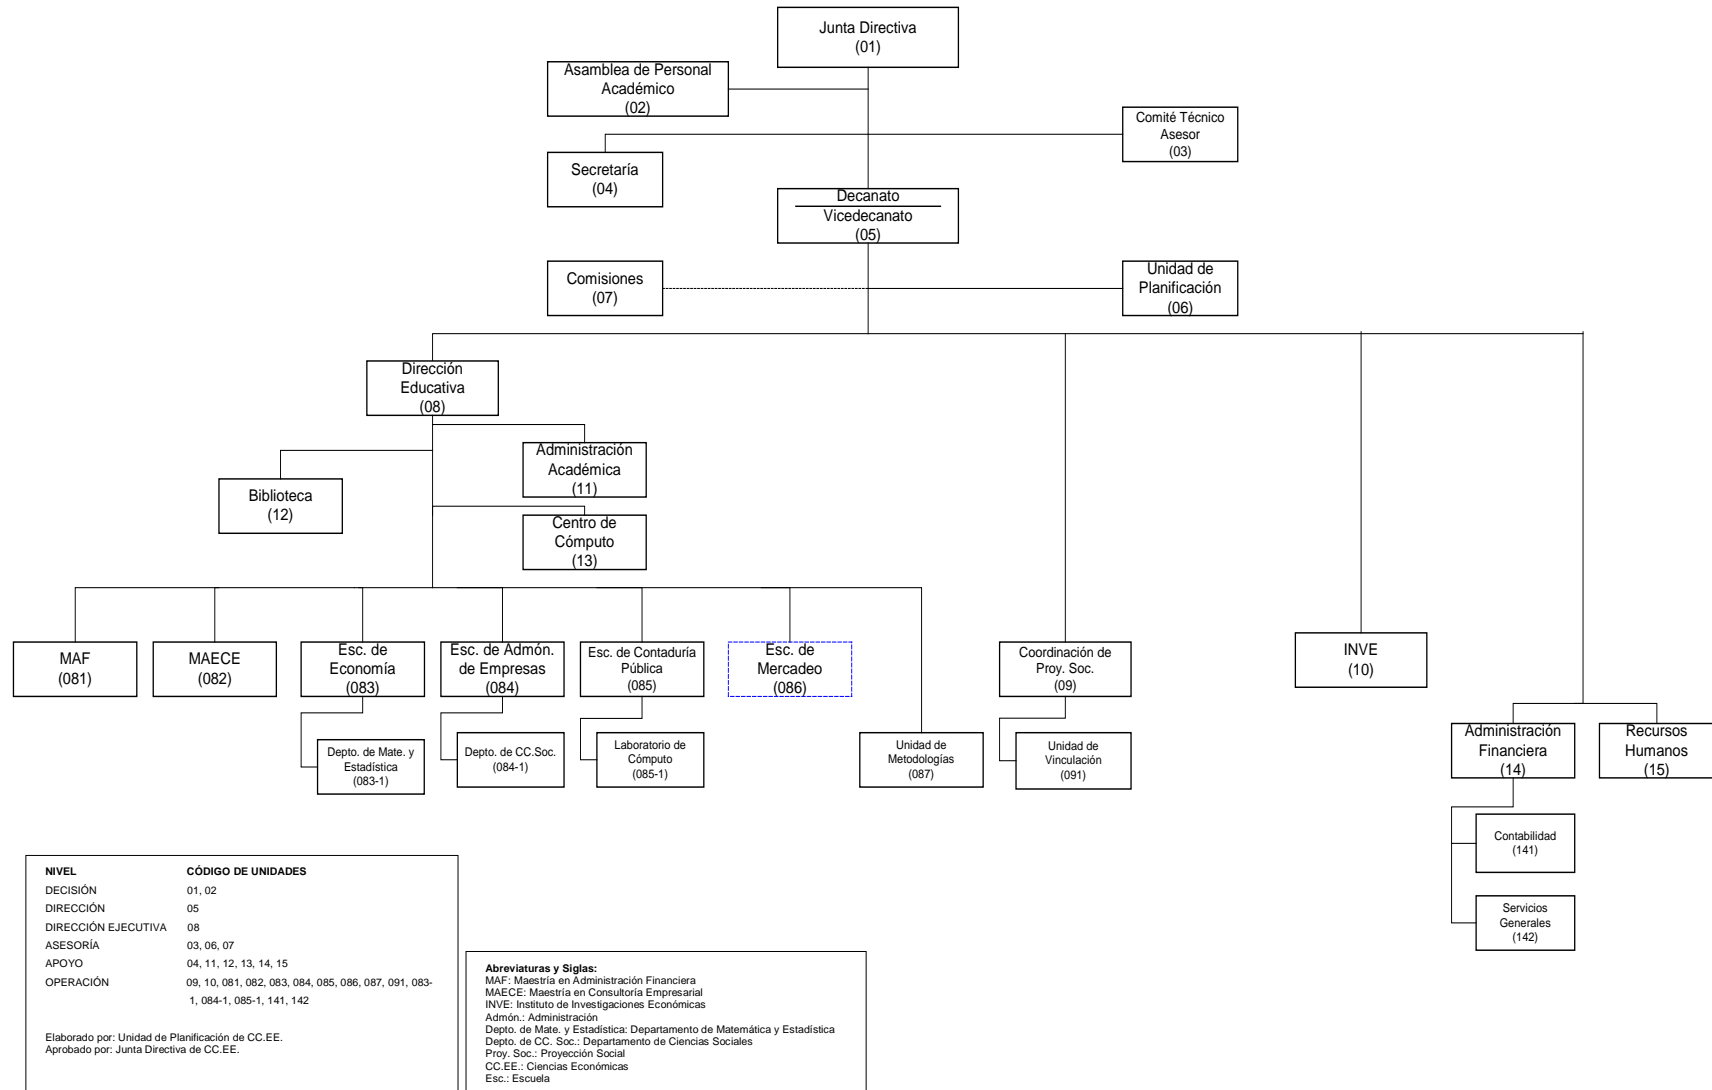 Junta Directiva
(01)
Asamblea de Personal
Académico
(02)
Comité Técnico
Asesor
(03)
Secretaría
(04)
Decanato
Vicedecanato
(05)
Comisiones
(07)
Unidad de
Planificación
(06)
Dirección
Educativa
(08)
Administración
Académica
(11)
Biblioteca
(12)
Centro de
Cómputo
(13)
MAF
(081)
MAECE
(082)
Esc. de
Economía
(083)
Esc. de Admón.
de Empresas
(084)
Esc. de Contaduría
Pública
(085)
Esc. de
Mercadeo
(086)
Coordinación de
Proy. Soc.
(09)
INVE
(10)
Depto. de Mate. y
Estadística
(083-1)
Depto. de CC.Soc.
(084-1)
Laboratorio de
Cómputo
(085-1)
Unidad de
Metodologías
(087)
Unidad de
Vinculación
(091)
Administración
Financiera
(14)
Recursos
Humanos
(15)
Contabilidad
(141)
Servicios
Generales
(142)
NIVEL CÓDIGO DE UNIDADES
DECISIÓN 01, 02
DIRECCIÓN 05
DIRECCIÓN EJECUTIVA 08
ASESORÍA 03, 06, 07
APOYO 04, 11, 12, 13, 14, 15
OPERACIÓN 09, 10, 081, 082, 083, 084, 085, 086, 087, 091, 083-
1, 084-1, 085-1, 141, 142
Elaborado por: Unidad de Planificación de CC.EE.
Aprobado por: Junta Directiva de CC.EE.
Abreviaturas y Siglas:
MAF: Maestría en Administración Financiera
MAECE: Maestría en Consultoría Empresarial
INVE: Instituto de Investigaciones Económicas
Admón.: Administración
Depto. de Mate. y Estadística: Departamento de Matemática y Estadística
Depto. de CC. Soc.: Departamento de Ciencias Sociales
Proy. Soc.: Proyección Social
CC.EE.: Ciencias Económicas
Esc.: Escuela